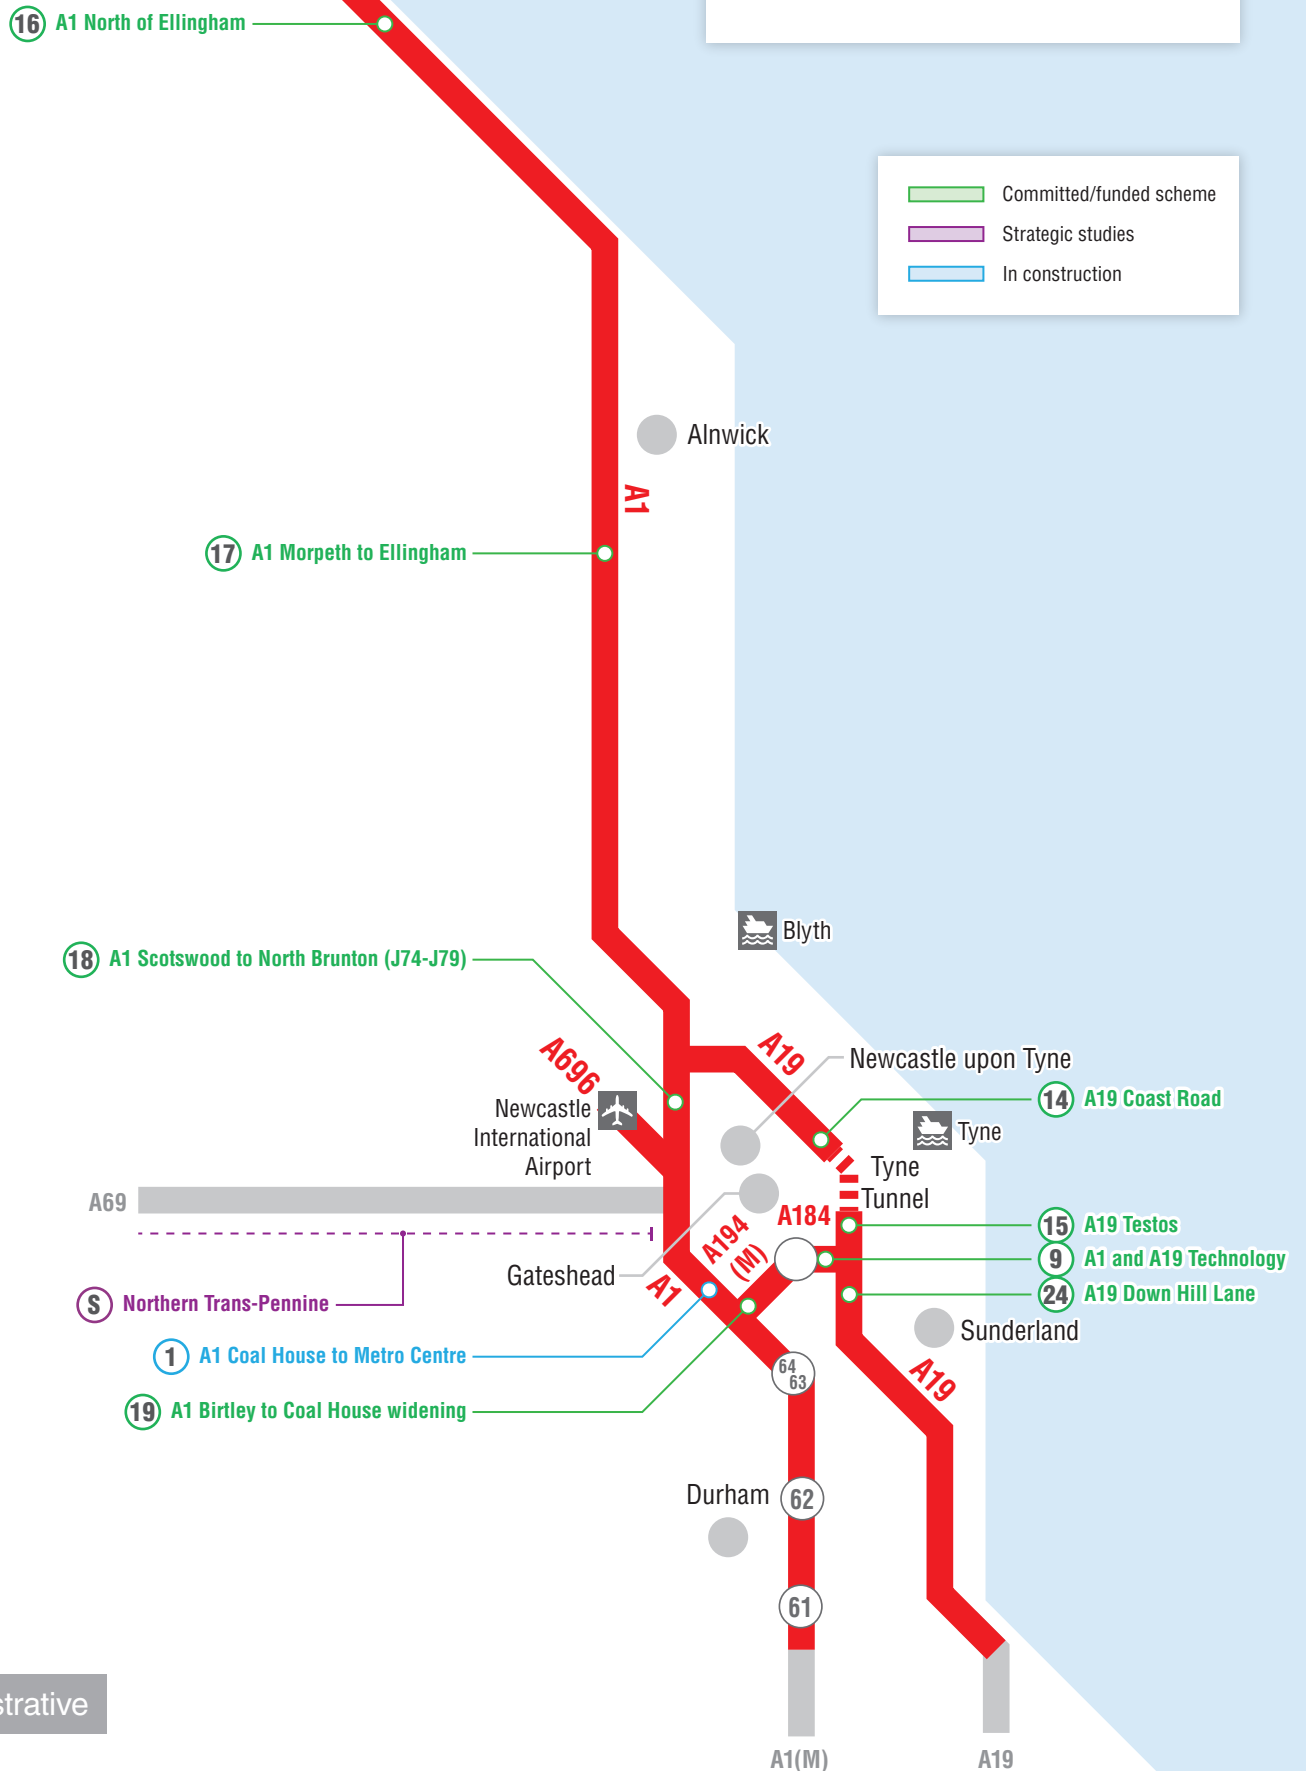 16 A1 North of Ellingham
Committed/funded scheme
Strategic studies
In construction
Alnwick
A1
17 A1 Morpeth to Ellingham
Blyth
18 A1 Scotswood to North Brunton (J74-J79)
A19
A696
Newcastle upon Tyne
Newcastle
International
Airport
14 A19 Coast Road
Tyne
Tyne
Tunnel
A69
A184
A194
(M)
15 A19 Testos
9 A1 and A19 Technology
24 A19 Down Hill Lane
Gateshead
A1
S Northern Trans-Pennine
Sunderland
1 A1 Coal House to Metro Centre
64
63
A19
19 A1 Birtley to Coal House widening
Durham
62
61
strative
A1(M)
A19